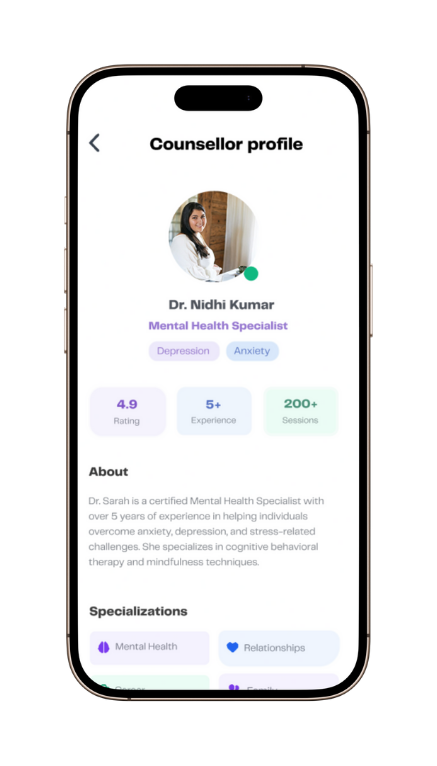 Counsellor profile
Dr. Nidhi Kumar
Mental Health Specialist
Depression Anxiety
4.9 5+ 200+
Rating Experience Sessions
About
Dr. Sarah is a certified Mental Health Specialist with
over 5 years of experience in helping individuals
overcome anxiety, depression, and stress-related
challenges. She specializes in cognitive behavioral
therapy and mindfulness techniques.
Specializations
Mental Health Relationships
Career Family